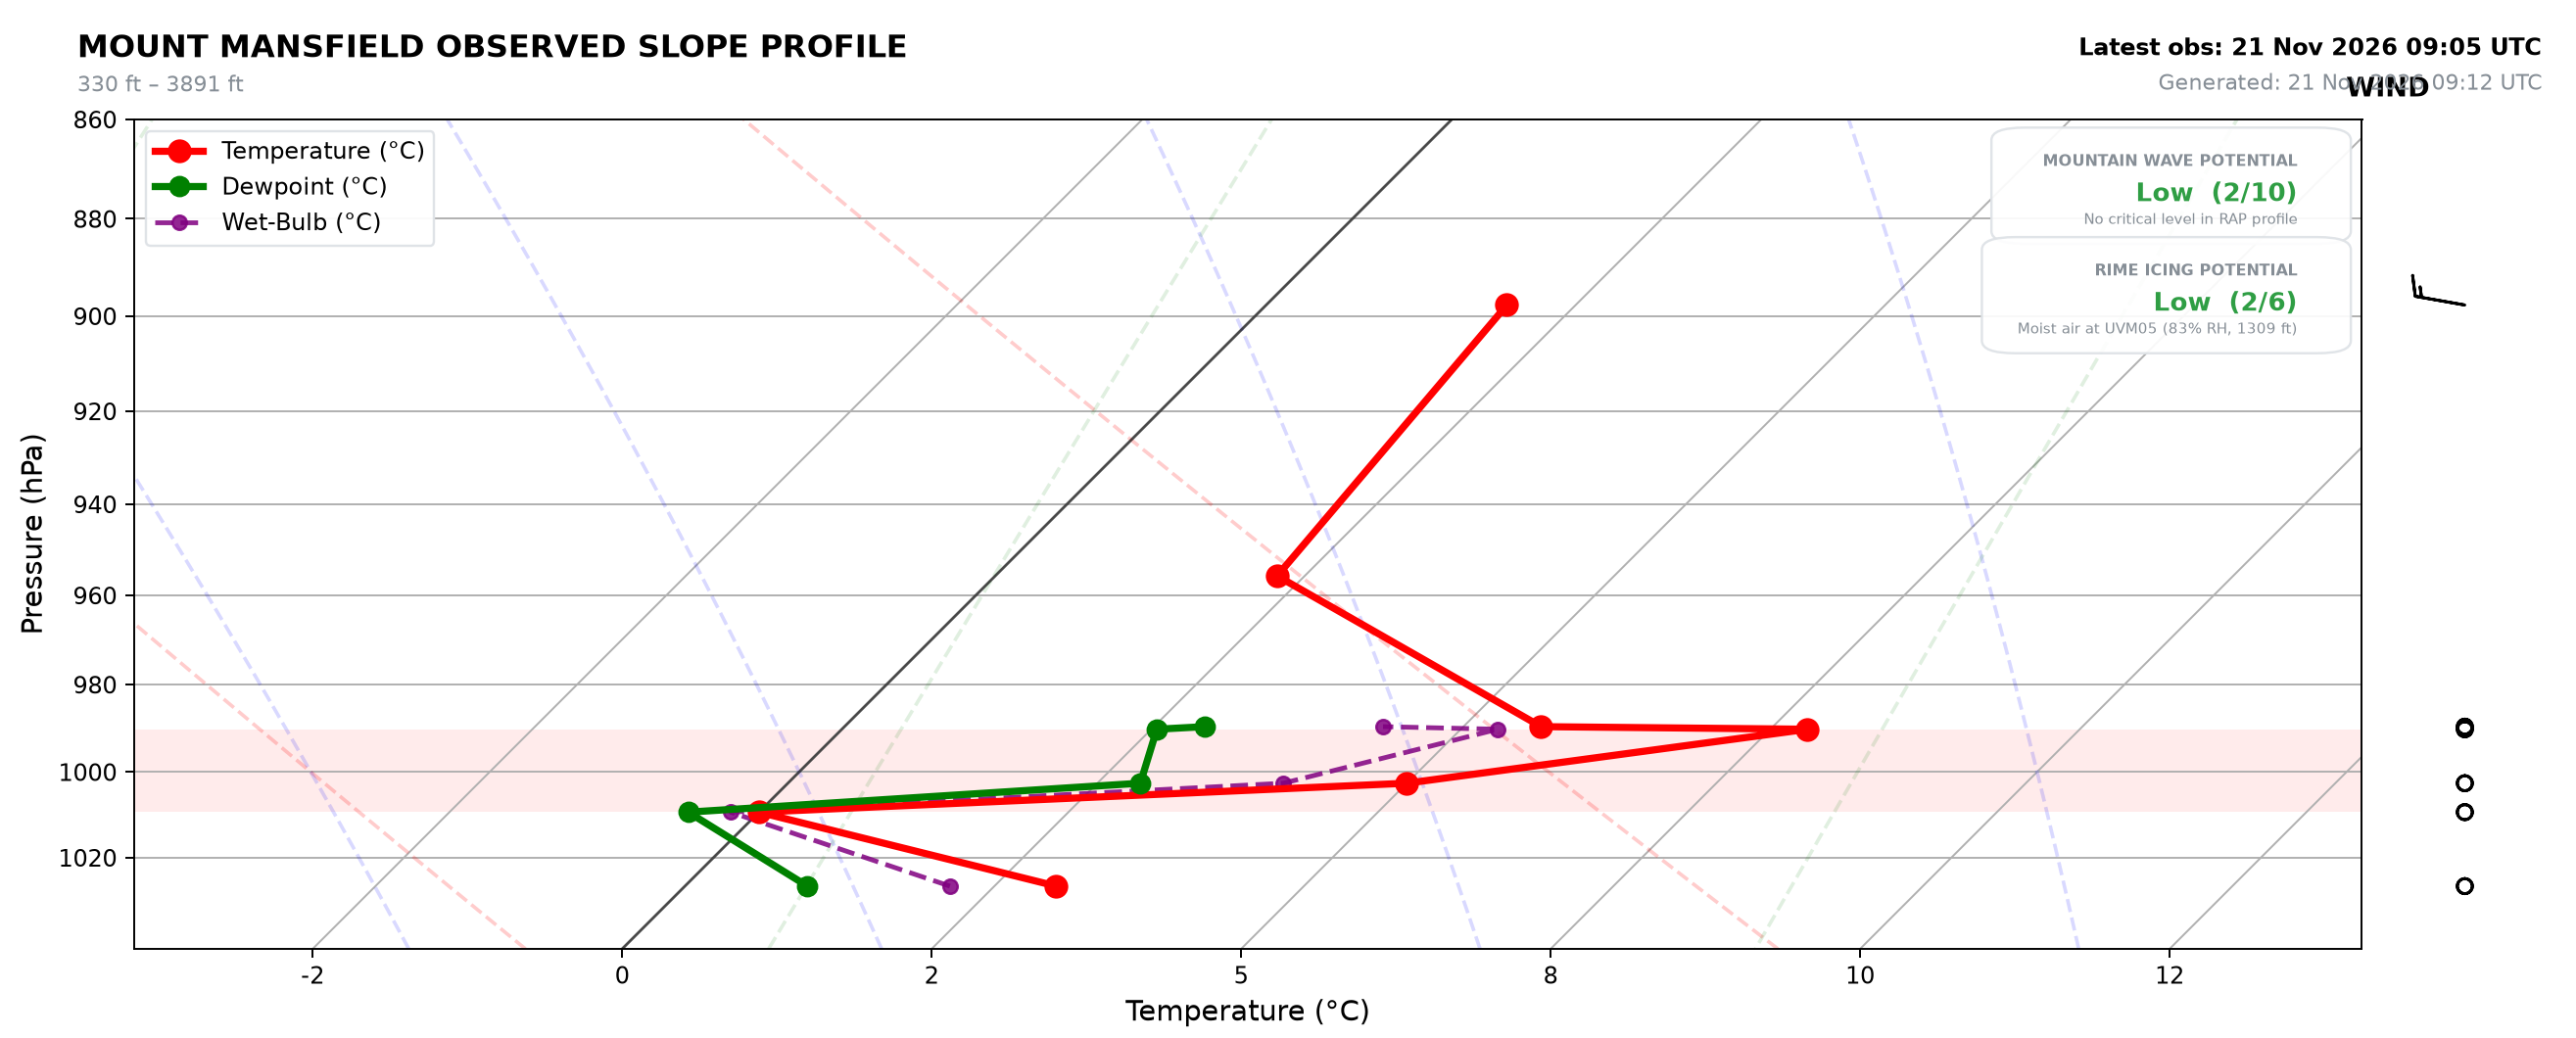 MOUNT MANSFIELD OBSERVED SLOPE PROFILE
330 ft – 3891 ft
Latest obs: 21 Nov 2026 09:05 UTC
Generated: 21 Nov 2026 09:12 UTC
WIND
Temperature (°C)
Dewpoint (°C)
Wet-Bulb (°C)
MOUNTAIN WAVE POTENTIAL
Low (2/10)
No critical level in RAP profile
RIME ICING POTENTIAL
Low (2/6)
Moist air at UVM05 (83% RH, 1309 ft)
Pressure (hPa)
860
880
900
920
940
960
980
1000
1020
-2
0
2
5
8
10
12
Temperature (°C)